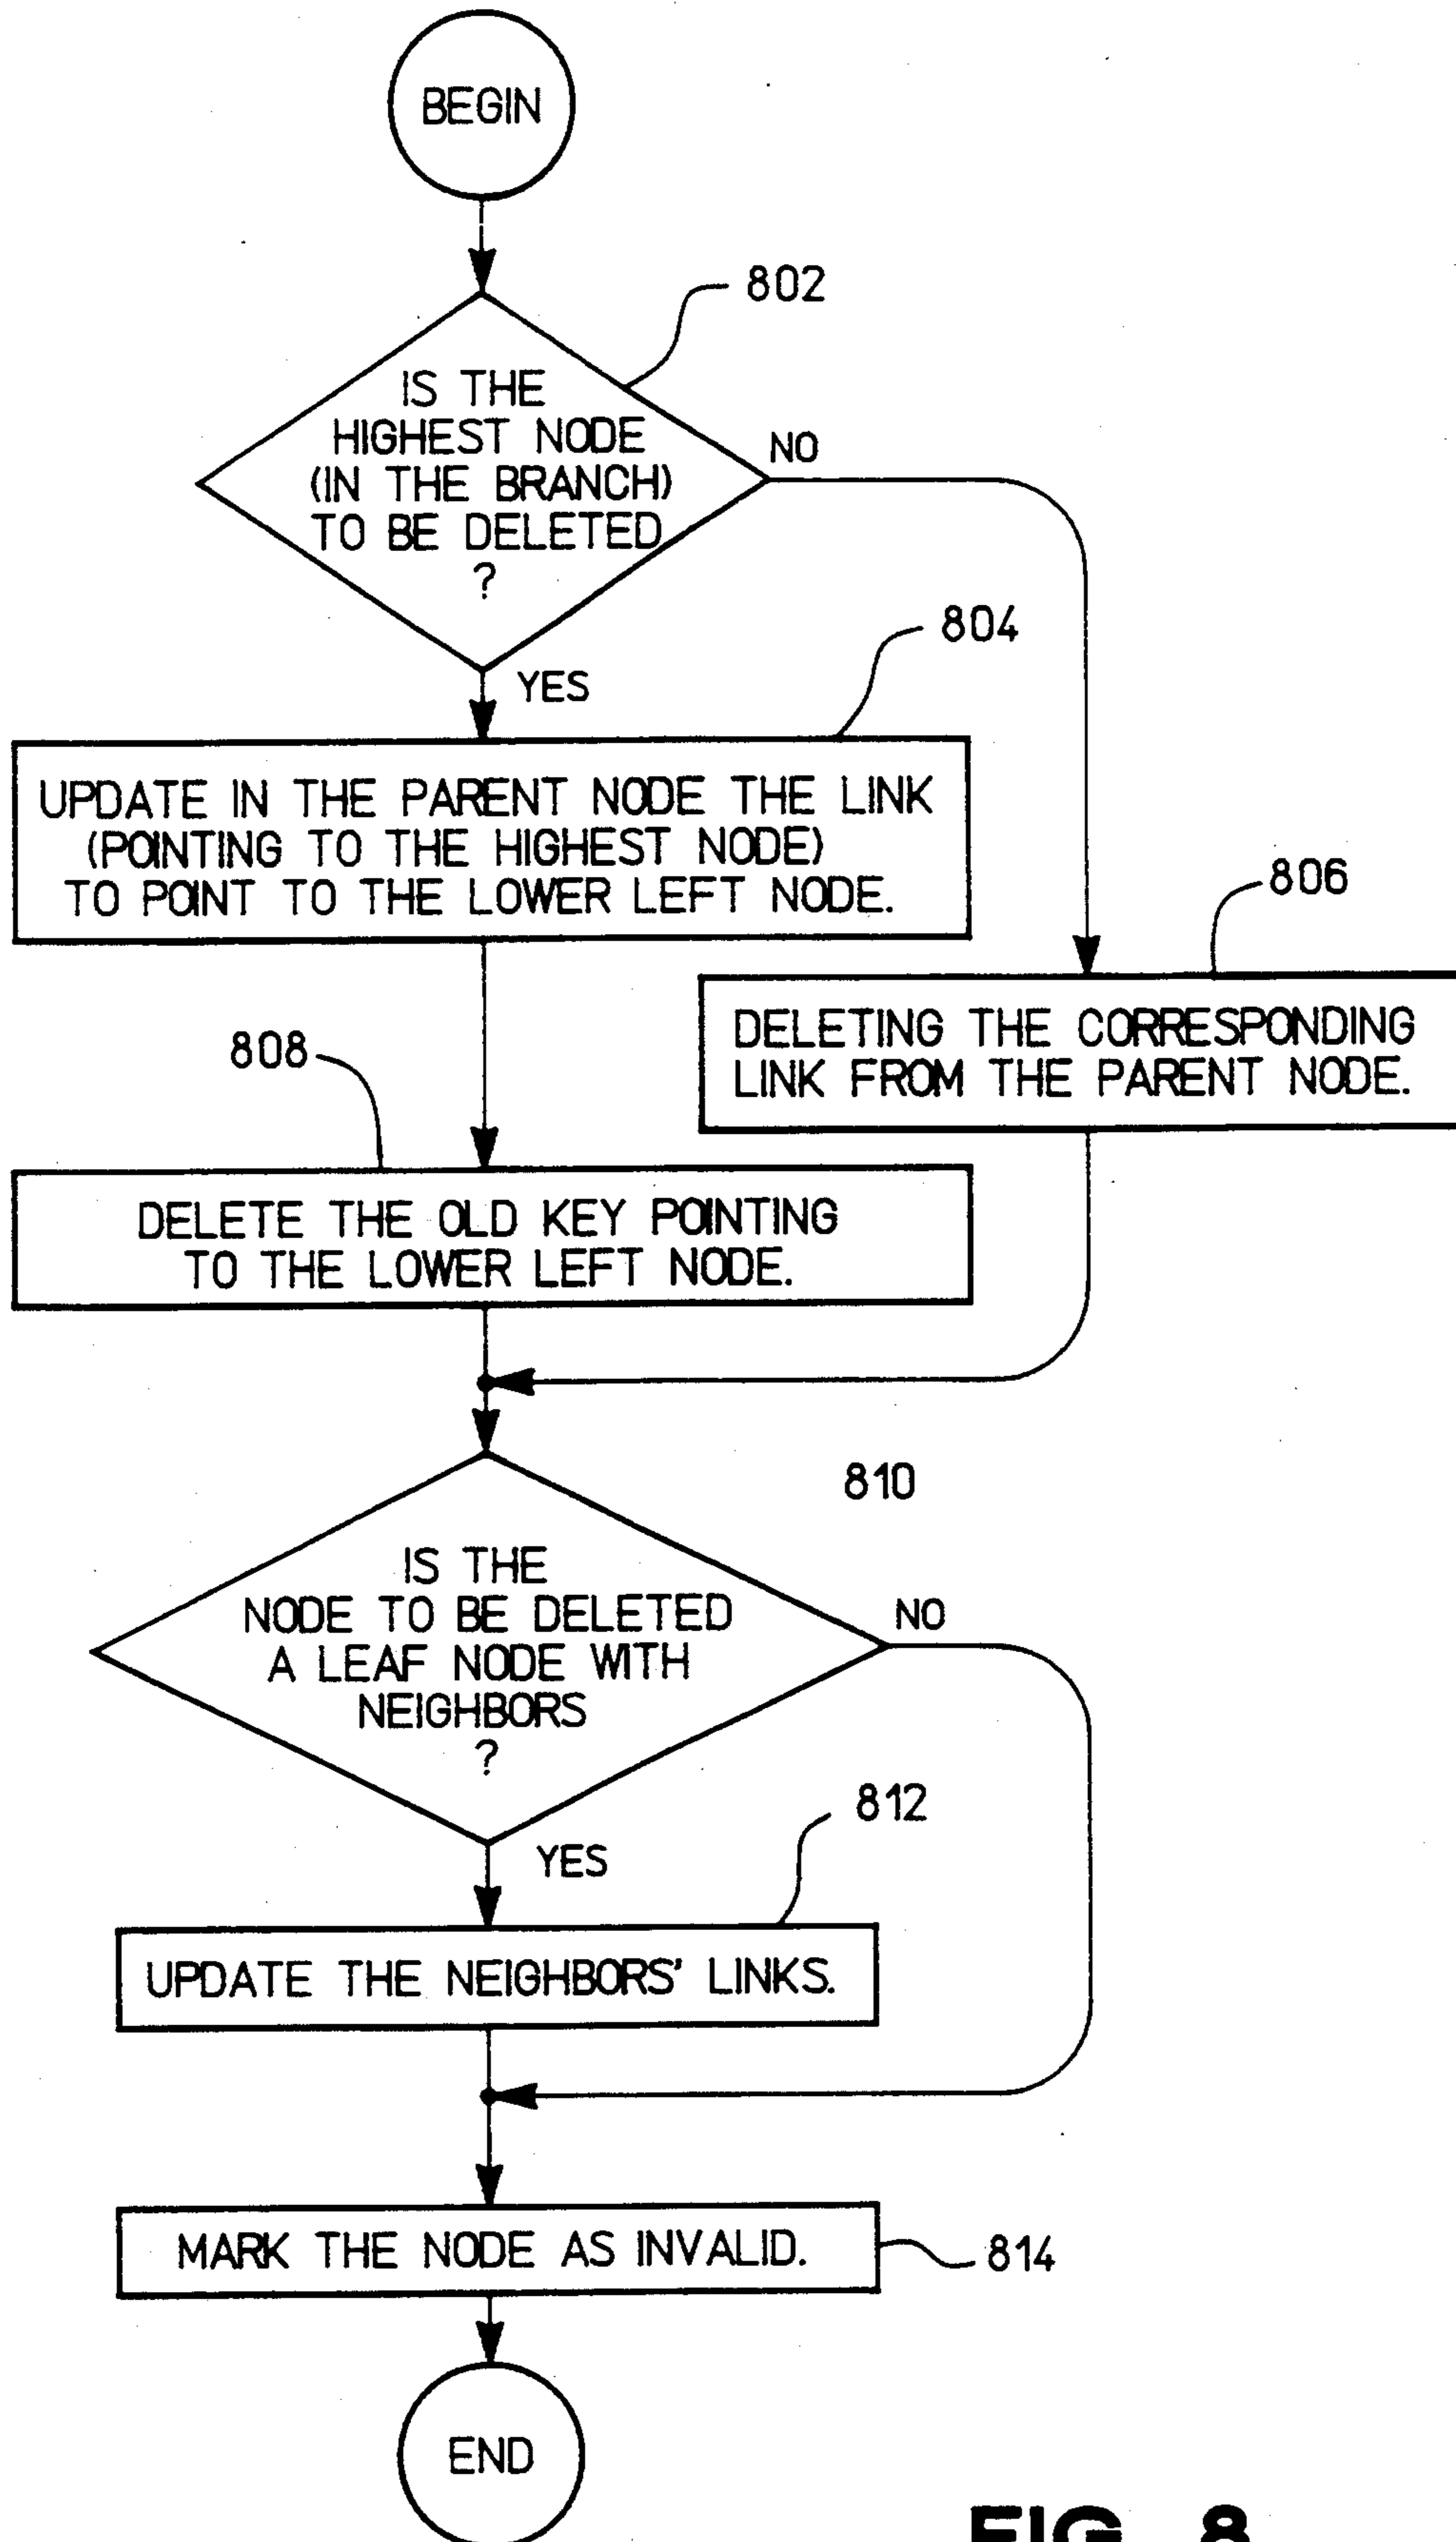 BEGIN
802
IS THE
HIGHEST NODE
(IN THE BRANCH)
TO BE DELETED
?
NO
YES
804
UPDATE IN THE PARENT NODE THE LINK
(POINTING TO THE HIGHEST NODE)
TO POINT TO THE LOWER LEFT NODE.
806
DELETING THE CORRESPONDING
LINK FROM THE PARENT NODE.
808
DELETE THE OLD KEY POINTING
TO THE LOWER LEFT NODE.
810
IS THE
NODE TO BE DELETED
A LEAF NODE WITH
NEIGHBORS
?
NO
YES
812
UPDATE THE NEIGHBORS' LINKS.
MARK THE NODE AS INVALID.
814
END
FIG. 8